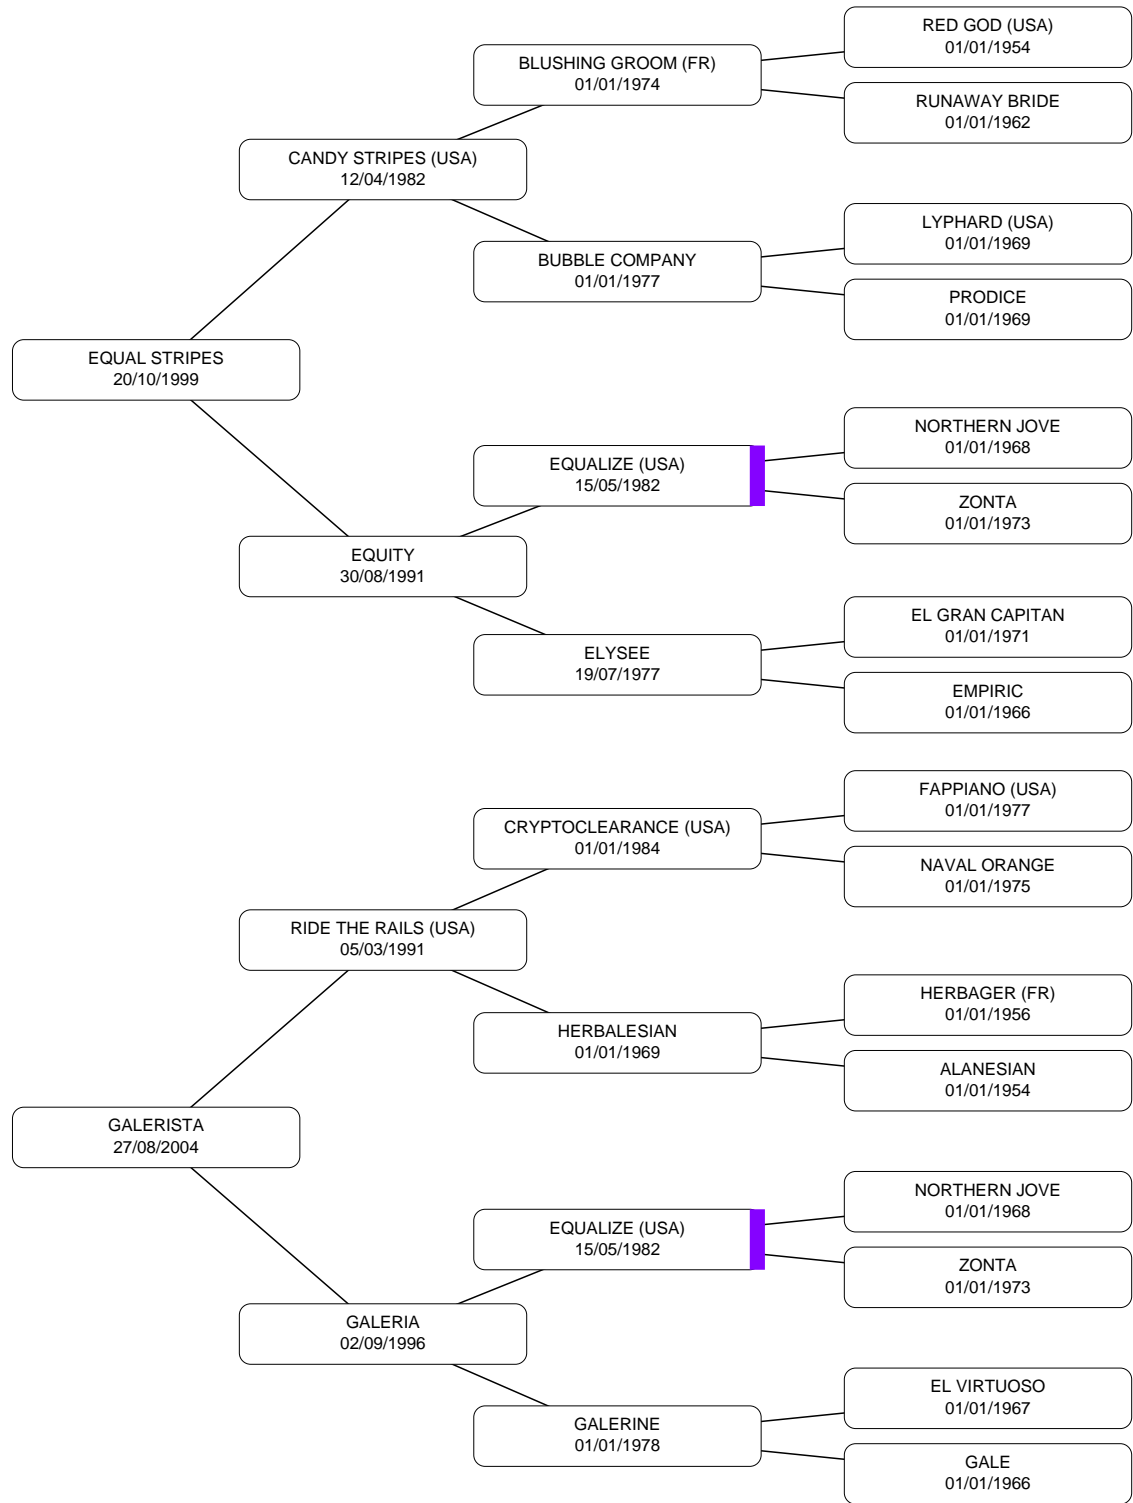 RED GOD (USA)
01/01/1954
BLUSHING GROOM (FR)
01/01/1974
RUNAWAY BRIDE
01/01/1962
CANDY STRIPES (USA)
12/04/1982
LYPHARD (USA)
01/01/1969
BUBBLE COMPANY
01/01/1977
PRODICE
01/01/1969
EQUAL STRIPES
20/10/1999
NORTHERN JOVE
01/01/1968
EQUALIZE (USA)
15/05/1982
ZONTA
01/01/1973
EQUITY
30/08/1991
EL GRAN CAPITAN
01/01/1971
ELYSEE
19/07/1977
EMPIRIC
01/01/1966
FAPPIANO (USA)
01/01/1977
CRYPTOCLEARANCE (USA)
01/01/1984
NAVAL ORANGE
01/01/1975
RIDE THE RAILS (USA)
05/03/1991
HERBAGER (FR)
01/01/1956
HERBALESIAN
01/01/1969
ALANESIAN
01/01/1954
GALERISTA
27/08/2004
NORTHERN JOVE
01/01/1968
EQUALIZE (USA)
15/05/1982
ZONTA
01/01/1973
GALERIA
02/09/1996
EL VIRTUOSO
01/01/1967
GALERINE
01/01/1978
GALE
01/01/1966